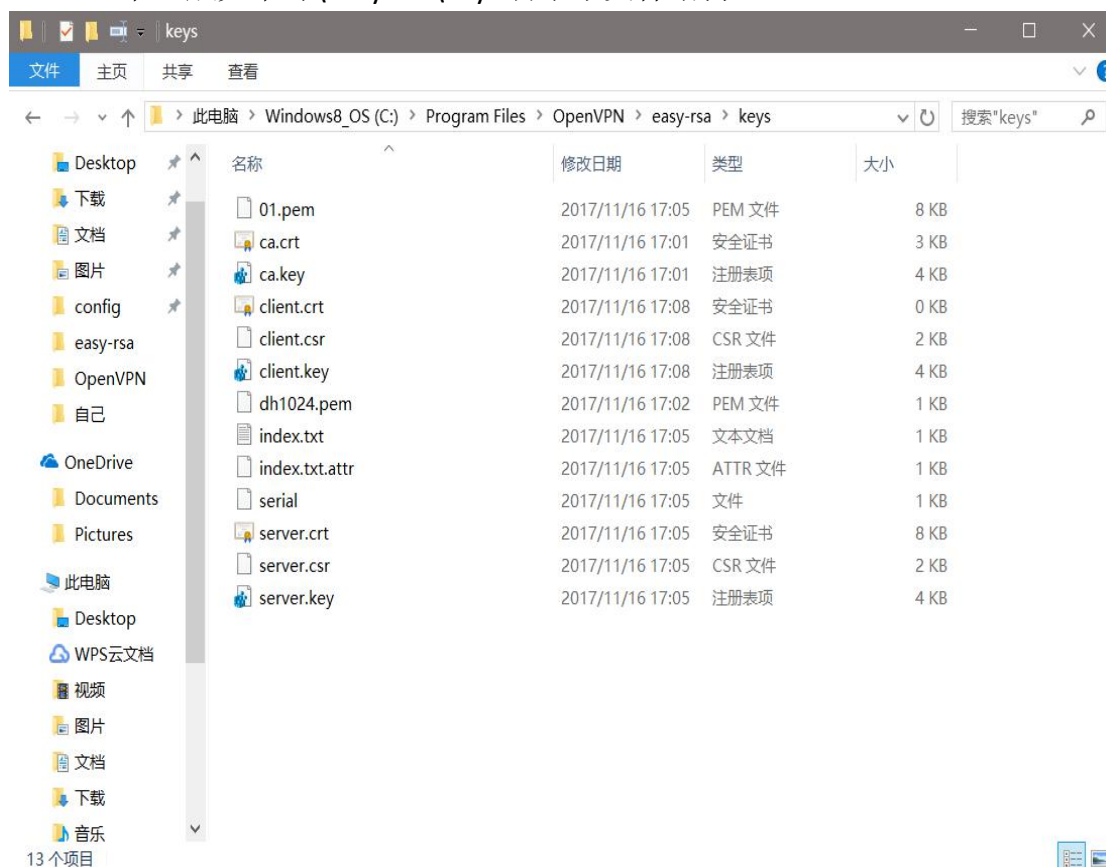 keys
文件 主页 共享 查看
此电脑 > Windows8_OS (C:) > Program Files > OpenVPN > easy-rsa > keys 搜索"keys"
名称 修改日期 类型 大小
Desktop
下载
文档
图片
config
easy-rsa
OpenVPN
自己
OneDrive
Documents
Pictures
此电脑
Desktop
WPS云文档
视频
图片
文档
下载
音乐
01.pem 2017/11/16 17:05 PEM 文件 8 KB
ca.crt 2017/11/16 17:01 安全证书 3 KB
ca.key 2017/11/16 17:01 注册表项 4 KB
client.crt 2017/11/16 17:08 安全证书 0 KB
client.csr 2017/11/16 17:08 CSR 文件 2 KB
client.key 2017/11/16 17:08 注册表项 4 KB
dh1024.pem 2017/11/16 17:02 PEM 文件 1 KB
index.txt 2017/11/16 17:05 文本文档 1 KB
index.txt.attr 2017/11/16 17:05 ATTR 文件 1 KB
serial 2017/11/16 17:05 文件 1 KB
server.crt 2017/11/16 17:05 安全证书 8 KB
server.csr 2017/11/16 17:05 CSR 文件 2 KB
server.key 2017/11/16 17:05 注册表项 4 KB
13 个项目